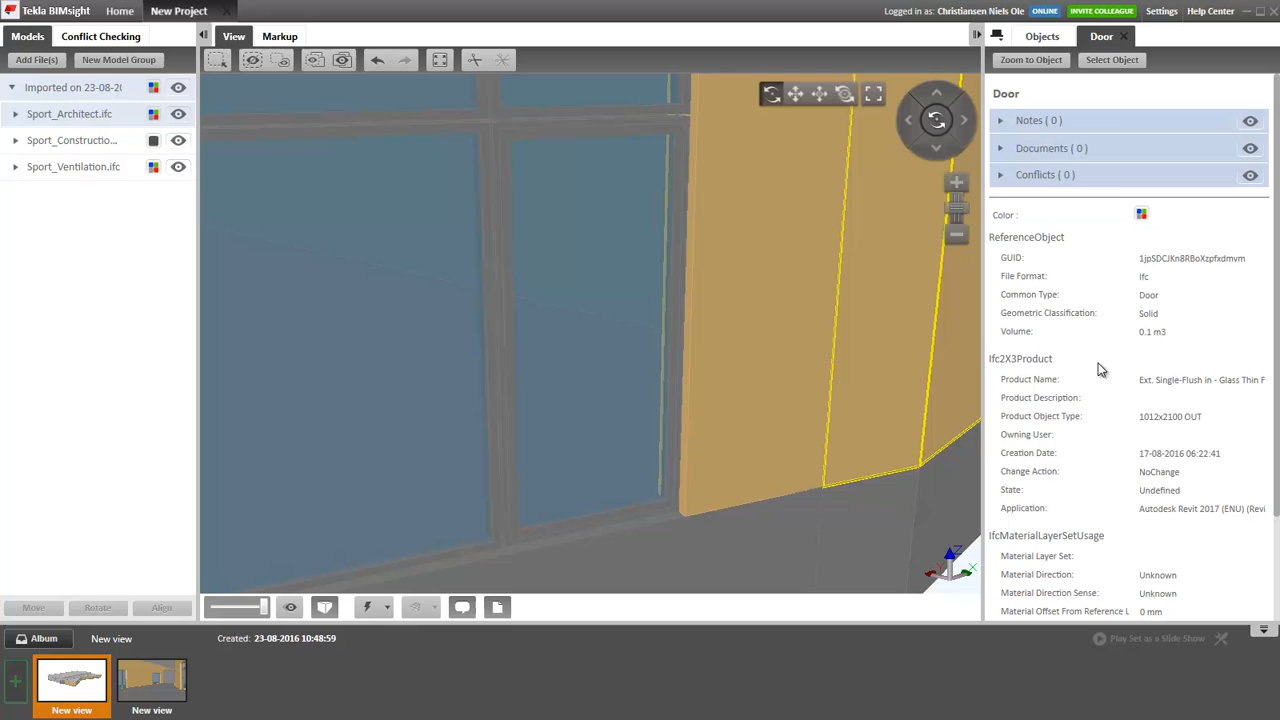 Tekla BIMsight Home New Project Logged in as: Christiansen Niels Ole ONLINE INVITE COLLEAGUE Settings Help Center
Models Conflict Checking View Markup Objects Door
Add File(s) New Model Group Zoom to Object Select Object
Imported on 23-08-20
Sport_Architect.ifc
Sport_Constructio...
Sport_Ventilation.ifc
Door
Notes ( 0 )
Documents ( 0 )
Conflicts ( 0 )
Color :
ReferenceObject
GUID: 1jpSDCJKn8RBoXzpfxdmvm
File Format: Ifc
Common Type: Door
Geometric Classification: Solid
Volume: 0.1 m3
Ifc2X3Product
Product Name: Ext. Single-Flush in - Glass Thin F
Product Description:
Product Object Type: 1012x2100 OUT
Owning User:
Creation Date: 17-08-2016 06:22:41
Change Action: NoChange
State: Undefined
Application: Autodesk Revit 2017 (ENU) (Revi
IfcMaterialLayerSetUsage
Material Layer Set:
Material Direction: Unknown
Material Direction Sense: Unknown
Material Offset From Reference L 0 mm
Z
X
Move Rotate Align
Album New view Created: 23-08-2016 10:48:59 Play Set as a Slide Show
New view New view